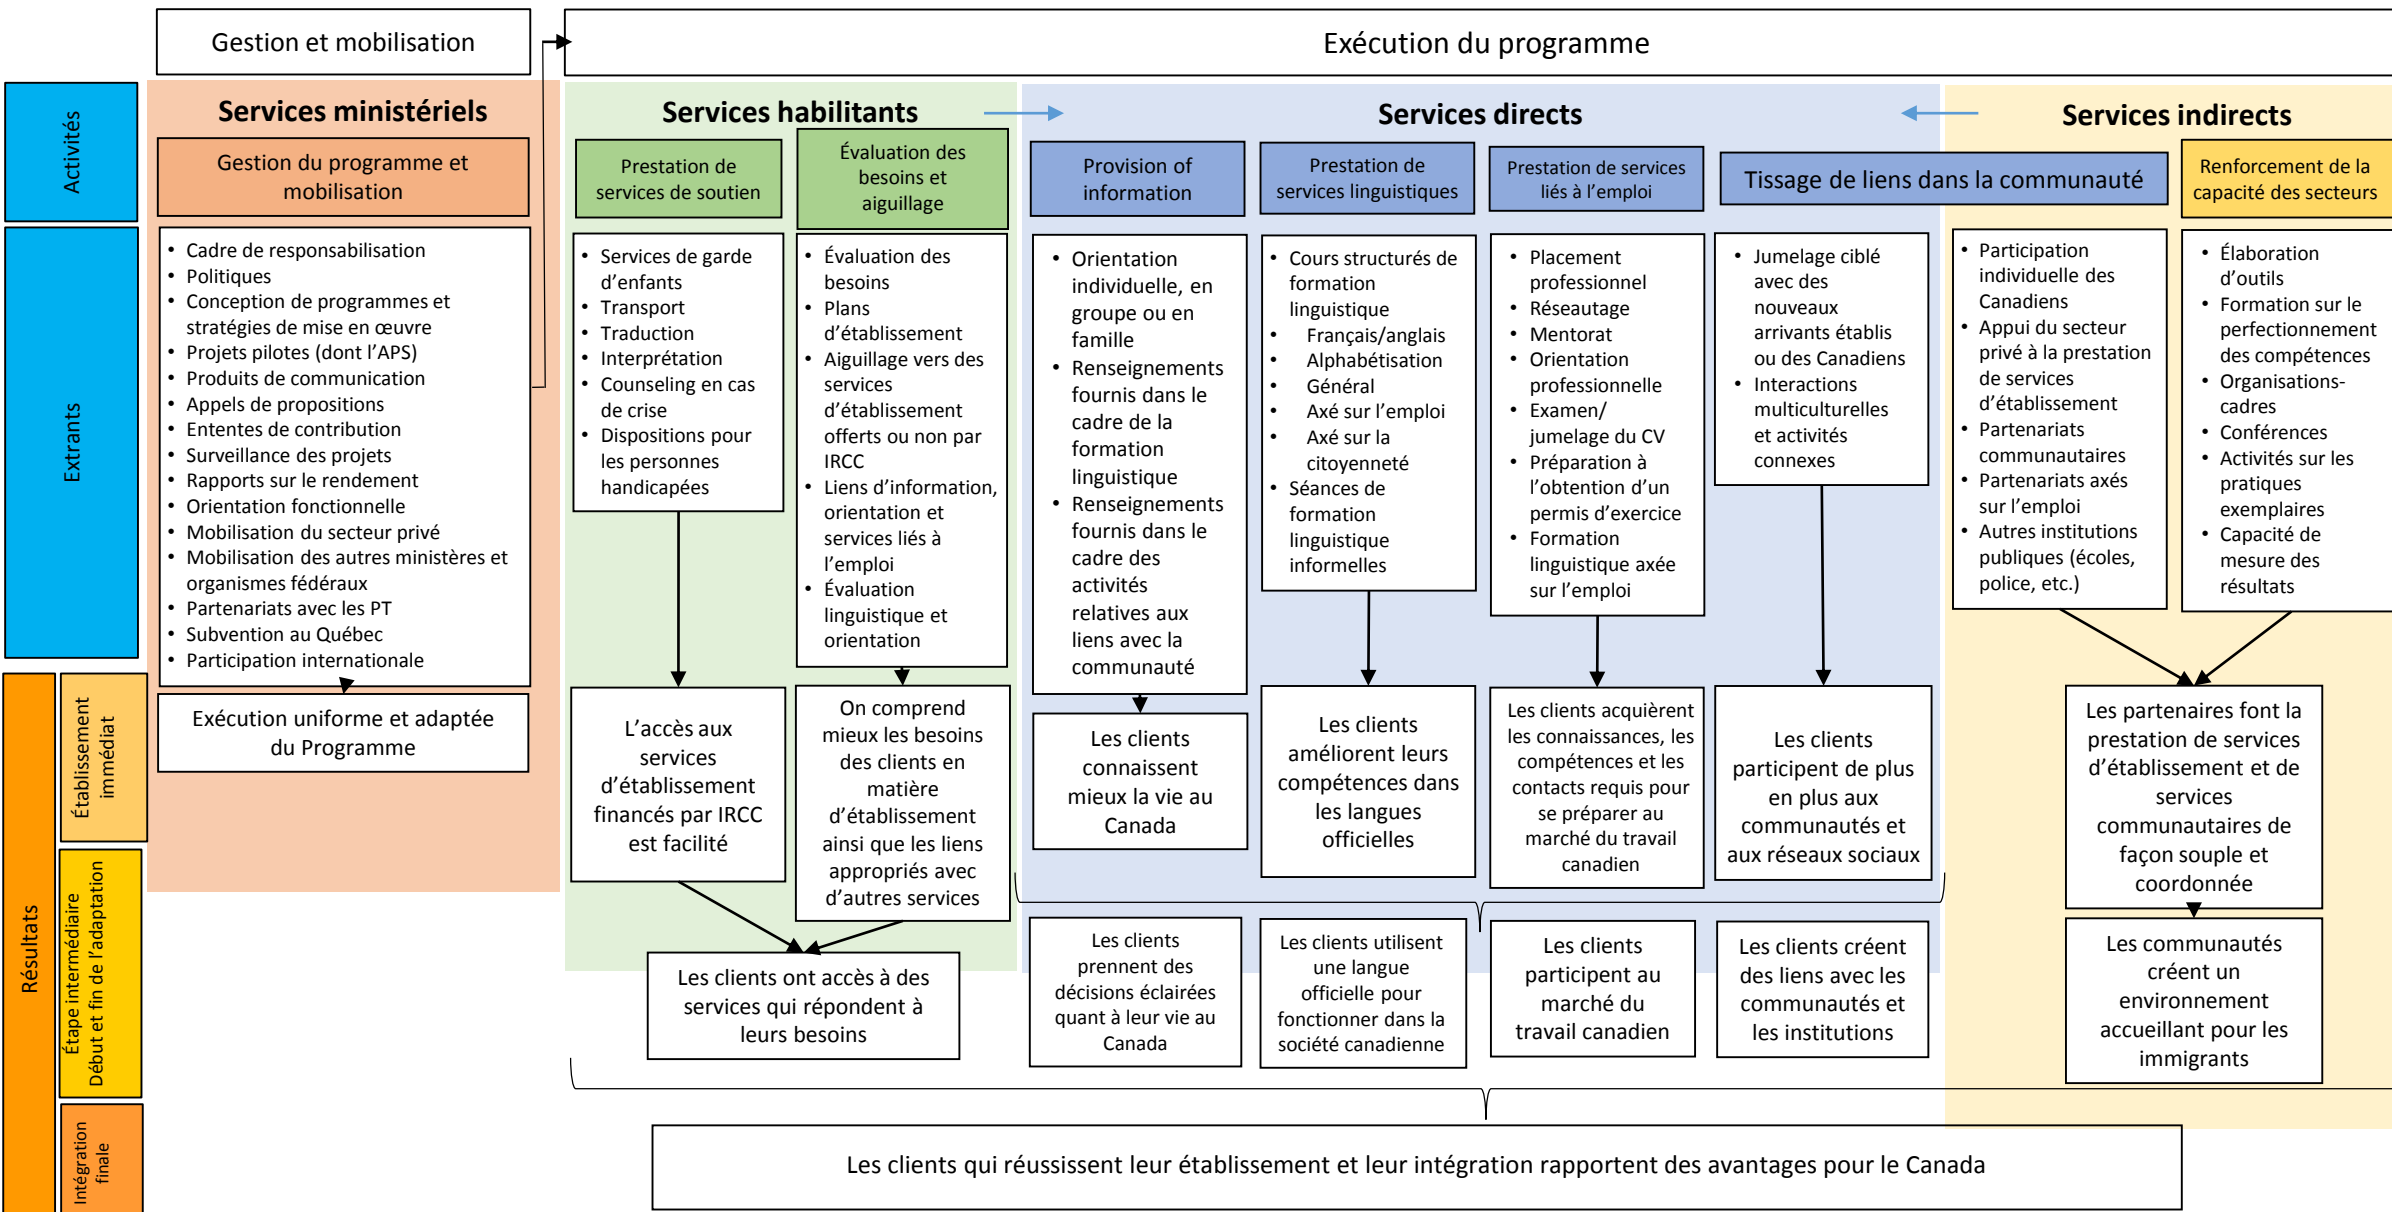 Gestion et mobilisation
Exécution du programme
Activités
Services ministériels
Services habilitants
Services directs
Services indirects
Gestion du programme et
mobilisation
Prestation de
services de soutien
Évaluation des
besoins et
aiguillage
Provision of
information
Prestation de
services linguistiques
Prestation de services
liés à l'emploi
Tissage de liens dans la communauté
Renforcement de la
capacité des secteurs
Extrants
• Cadre de responsabilisation
• Politiques
• Conception de programmes et
stratégies de mise en œuvre
• Projets pilotes (dont l'APS)
• Produits de communication
• Appels de propositions
• Ententes de contribution
• Surveillance des projets
• Rapports sur le rendement
• Orientation fonctionnelle
• Mobilisation du secteur privé
• Mobilisation des autres ministères et
organismes fédéraux
• Partenariats avec les PT
• Subvention au Québec
• Participation internationale
• Services de garde
d'enfants
• Transport
• Traduction
• Interprétation
• Counseling en cas
de crise
• Dispositions pour
les personnes
handicapées
• Évaluation des
besoins
• Plans
d'établissement
• Aiguillage vers des
services
d'établissement
offerts ou non par
IRCC
• Liens d'information,
orientation et
services liés à
l'emploi
• Évaluation
linguistique et
orientation
• Orientation
individuelle, en
groupe ou en
famille
• Renseignements
fournis dans le
cadre de la
formation
linguistique
• Renseignements
fournis dans le
cadre des
activités
relatives aux
liens avec la
communauté
• Cours structurés de
formation
linguistique
• Français/anglais
• Alphabétisation
• Général
• Axé sur l'emploi
• Axé sur la
citoyenneté
• Séances de
formation
linguistique
informelles
• Placement
professionnel
• Réseautage
• Mentorat
• Orientation
professionnelle
• Examen/
jumelage du CV
• Préparation à
l'obtention d'un
permis d'exercice
• Formation
linguistique axée
sur l'emploi
• Jumelage ciblé
avec des
nouveaux
arrivants établis
ou des Canadiens
• Interactions
multiculturelles
et activités
connexes
• Participation
individuelle des
Canadiens
• Appui du secteur
privé à la prestation
de services
d'établissement
• Partenariats
communautaires
• Partenariats axés
sur l'emploi
• Autres institutions
publiques (écoles,
police, etc.)
• Élaboration
d'outils
• Formation sur le
perfectionnement
des compétences
• Organisations-
cadres
• Conférences
• Activités sur les
pratiques
exemplaires
• Capacité de
mesure des
résultats
Résultats
Établissement
immédiat
Exécution uniforme et adaptée
du Programme
L'accès aux
services
d'établissement
financés par IRCC
est facilité
On comprend
mieux les besoins
des clients en
matière
d'établissement
ainsi que les liens
appropriés avec
d'autres services
Les clients
connaissent
mieux la vie au
Canada
Les clients
améliorent leurs
compétences dans
les langues
officielles
Les clients acquièrent
les connaissances, les
compétences et les
contacts requis pour
se préparer au
marché du travail
canadien
Les clients
participent de plus
en plus aux
communautés et
aux réseaux sociaux
Les partenaires font la
prestation de services
d'établissement et de
services
communautaires de
façon souple et
coordonnée
Étape intermédiaire
Début et fin de l'adaptation
Les clients ont accès à des
services qui répondent à
leurs besoins
Les clients
prennent des
décisions éclairées
quant à leur vie au
Canada
Les clients utilisent
une langue
officielle pour
fonctionner dans la
société canadienne
Les clients
participent au
marché du
travail canadien
Les clients créent
des liens avec les
communautés et
les institutions
Les communautés
créent un
environnement
accueillant pour les
immigrants
Intégration
finale
Les clients qui réussissent leur établissement et leur intégration rapportent des avantages pour le Canada